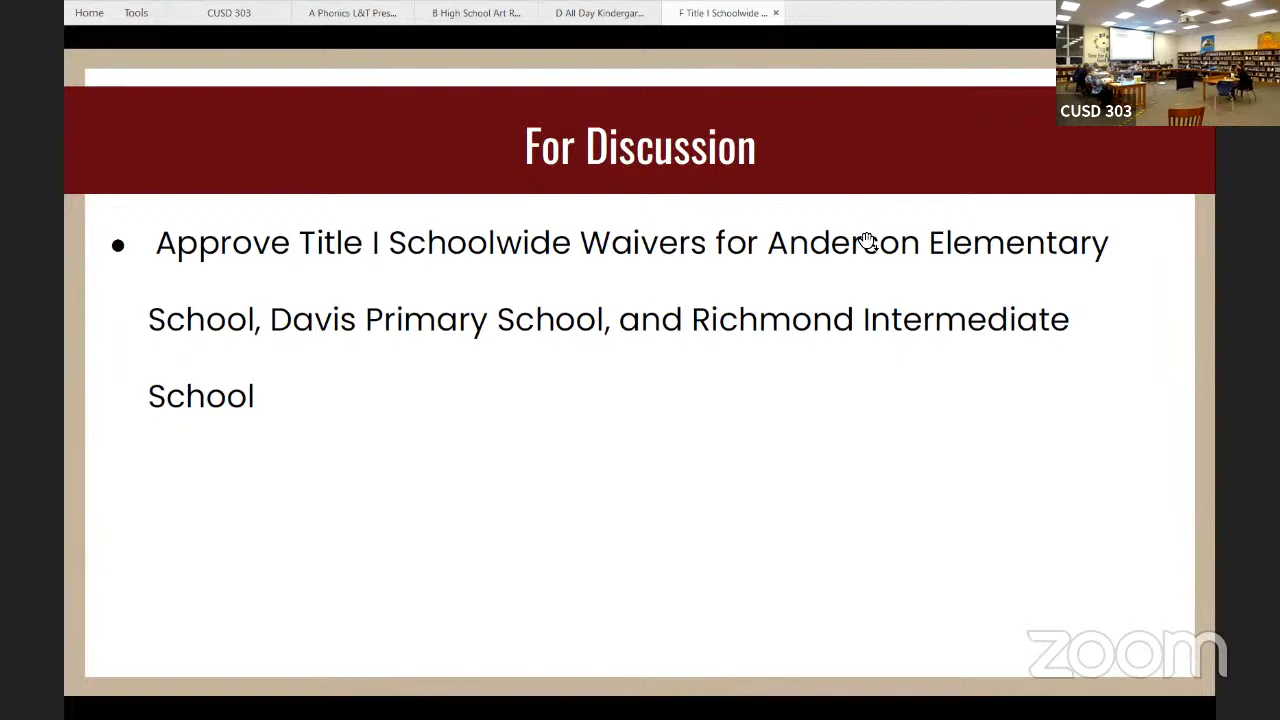 Home Tools CUSD 303 A Phonics L&T Pres... B High School Art R... D All Day Kindergar... F Title I Schoolwide ... ×
CUSD 303
For Discussion
• Approve Title I Schoolwide Waivers for Anderson Elementary
School, Davis Primary School, and Richmond Intermediate
School
zoom